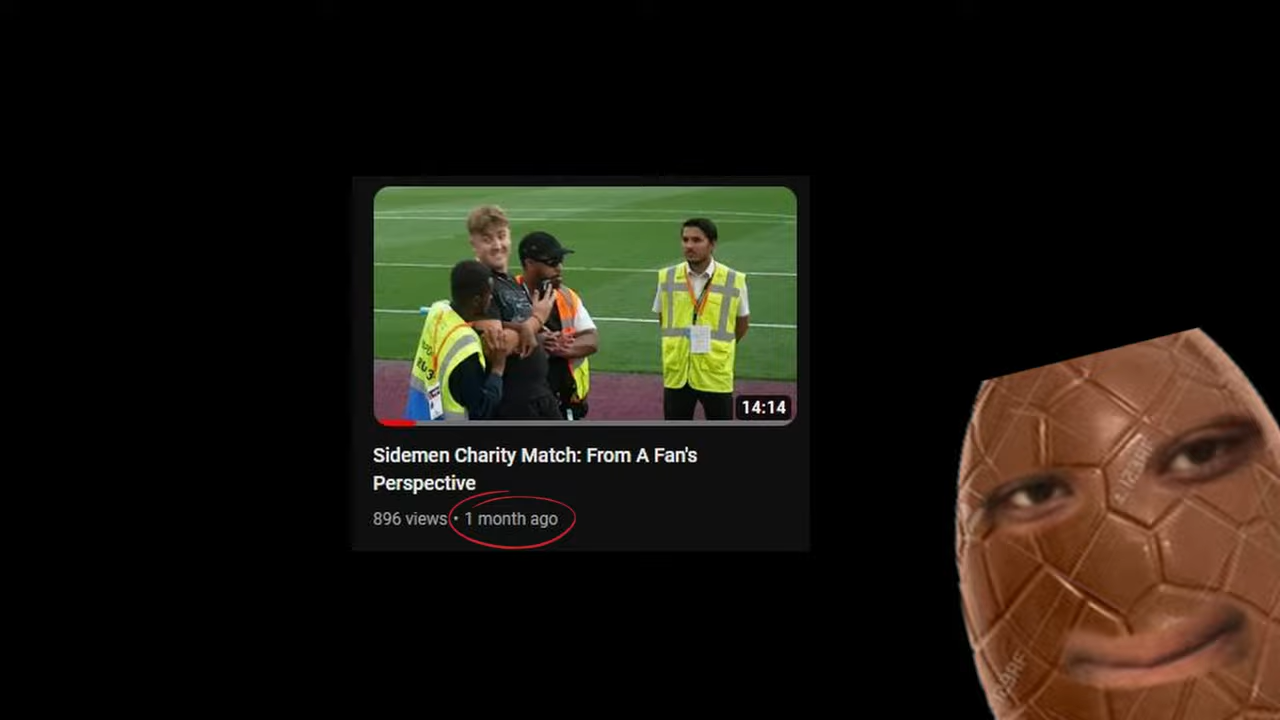 14:14
Sidemen Charity Match: From A Fan's
Perspective
896 views • 1 month ago